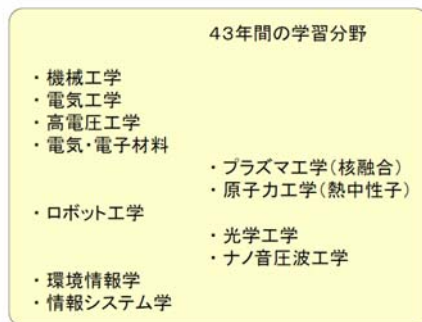 43年間の学習分野
・機械工学
・電気工学
・高電圧工学
・電気・電子材料
・プラズマ工学(核融合)
・原子力工学(熱中性子)
・ロボット工学
・光学工学
・ナノ音圧波工学
・環境情報学
・情報システム学